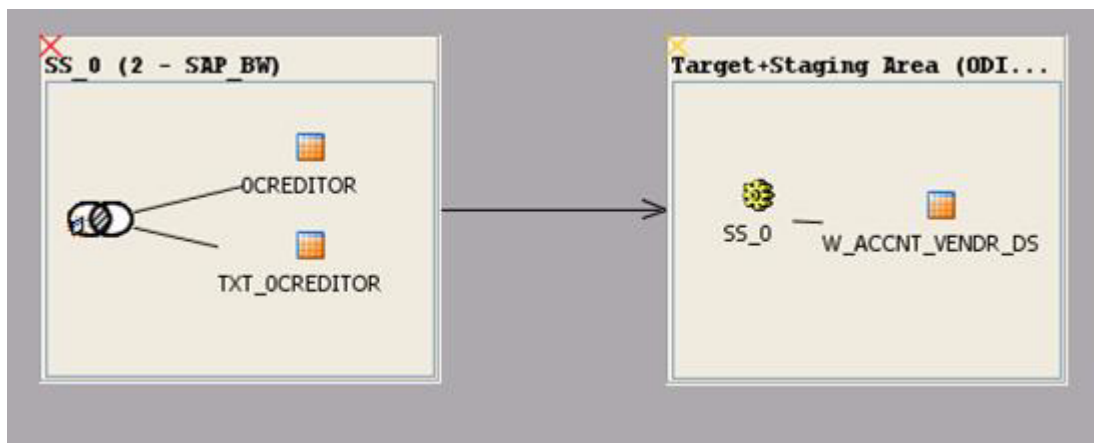 SS_0 (2 - SAP_BW)
0CREDITOR
TXT_0CREDITOR
Target+Staging Area (ODI...
SS_0
W_ACCNT_VENDR_DS